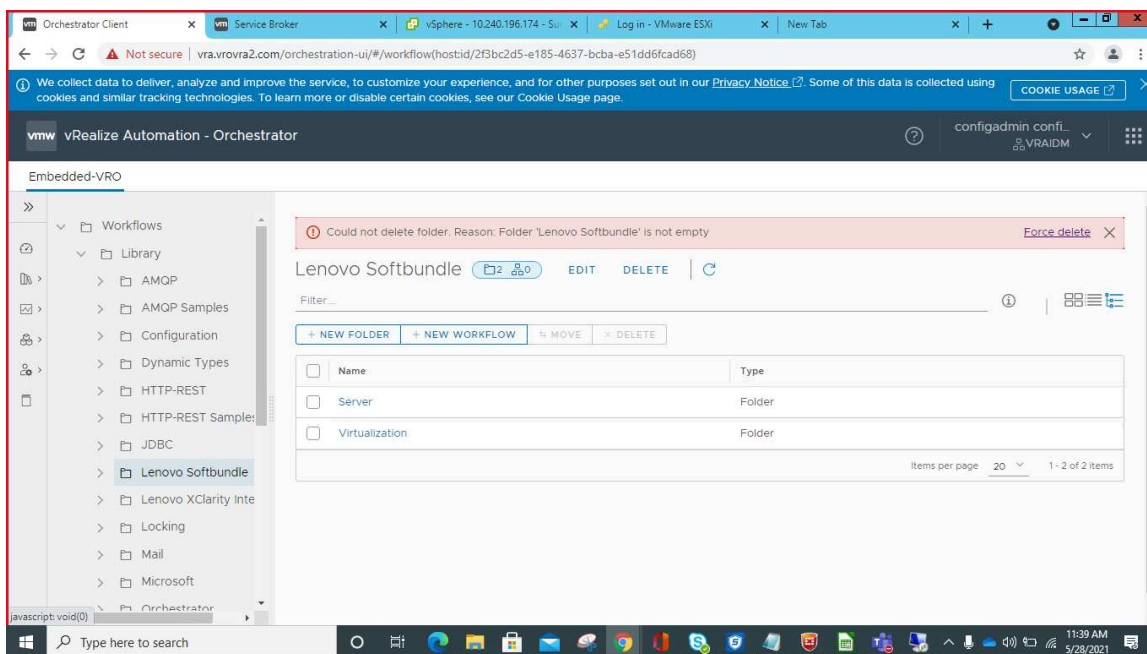 Orchestrator Client
Service Broker
vSphere - 10.240.196.174 - Sur
Log in - VMware ESXi
New Tab
Not secure | vra.vrovra2.com/orchestration-ui/#/workflow(host:id/2f3bc2d5-e185-4637-bcba-e51dd6fcad68)
We collect data to deliver, analyze and improve the service, to customize your experience, and for other purposes set out in our Privacy Notice. Some of this data is collected using
cookies and similar tracking technologies. To learn more or disable certain cookies, see our Cookie Usage page.
COOKIE USAGE
vmw vRealize Automation - Orchestrator
configadmin confi...
VRAIDM
Embedded-VRO
Workflows
Library
AMQP
AMQP Samples
Configuration
Dynamic Types
HTTP-REST
HTTP-REST Samples
JDBC
Lenovo Softbundle
Lenovo XClarity Inte
Locking
Mail
Microsoft
Orchestrator
Could not delete folder. Reason: Folder 'Lenovo Softbundle' is not empty
Force delete
Lenovo Softbundle 2 0 EDIT DELETE
Filter...
+ NEW FOLDER + NEW WORKFLOW MOVE × DELETE
Name Type
Server Folder
Virtualization Folder
Items per page 20 1 - 2 of 2 items
javascript: void(0)
Type here to search
11:39 AM
5/28/2021